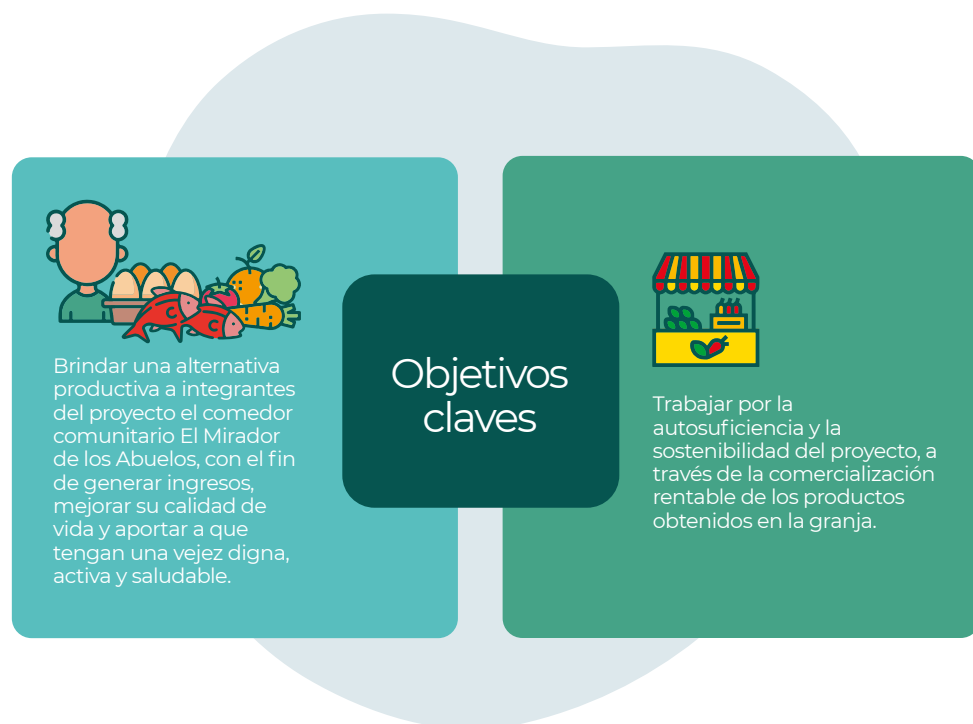 Brindar una alternativa
productiva a integrantes
del proyecto el comedor
comunitario El Mirador
de los Abuelos, con el fin
de generar ingresos,
mejorar su calidad de
vida y aportar a que
tengan una vejez digna,
activa y saludable.
Objetivos
claves
Trabajar por la
autosuficiencia y la
sostenibilidad del proyecto, a
través de la comercialización
rentable de los productos
obtenidos en la granja.